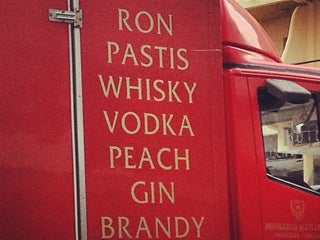 RON
PASTIS
WHISKY
VODKA
PEACH
GIN
BRANDY